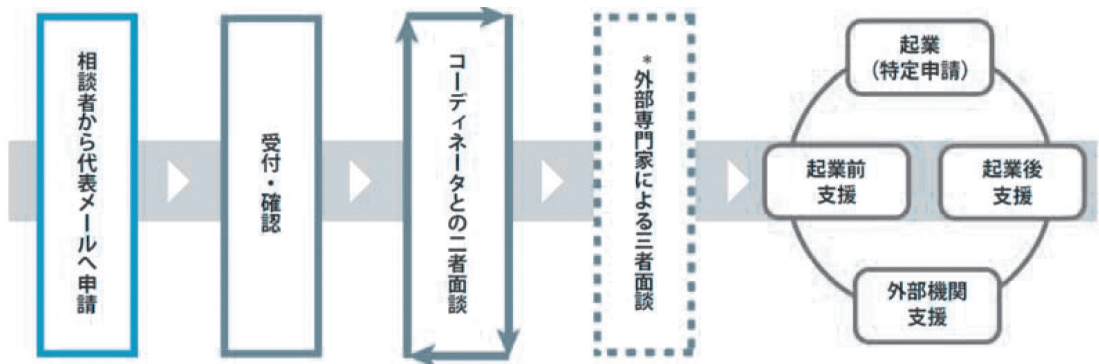 相談者から代表メールへ申請
受付・確認
コーディネータとの二者面談
*外部専門家による三者面談
起業
（特定申請）
起業前
支援
起業後
支援
外部機関
支援